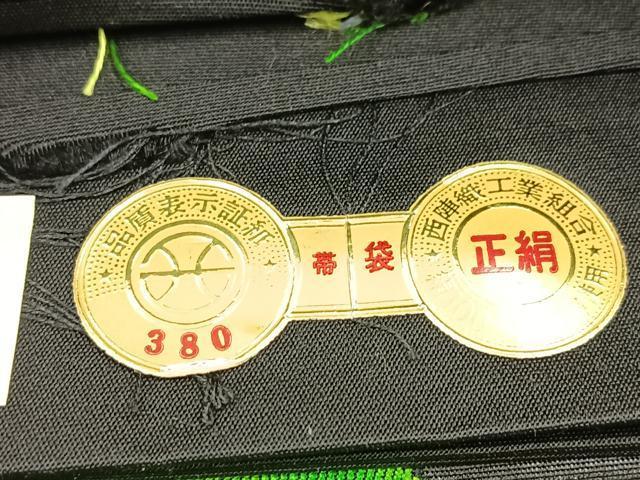 品質表示証紙
380
帯
袋
西陣織工業組合
正絹